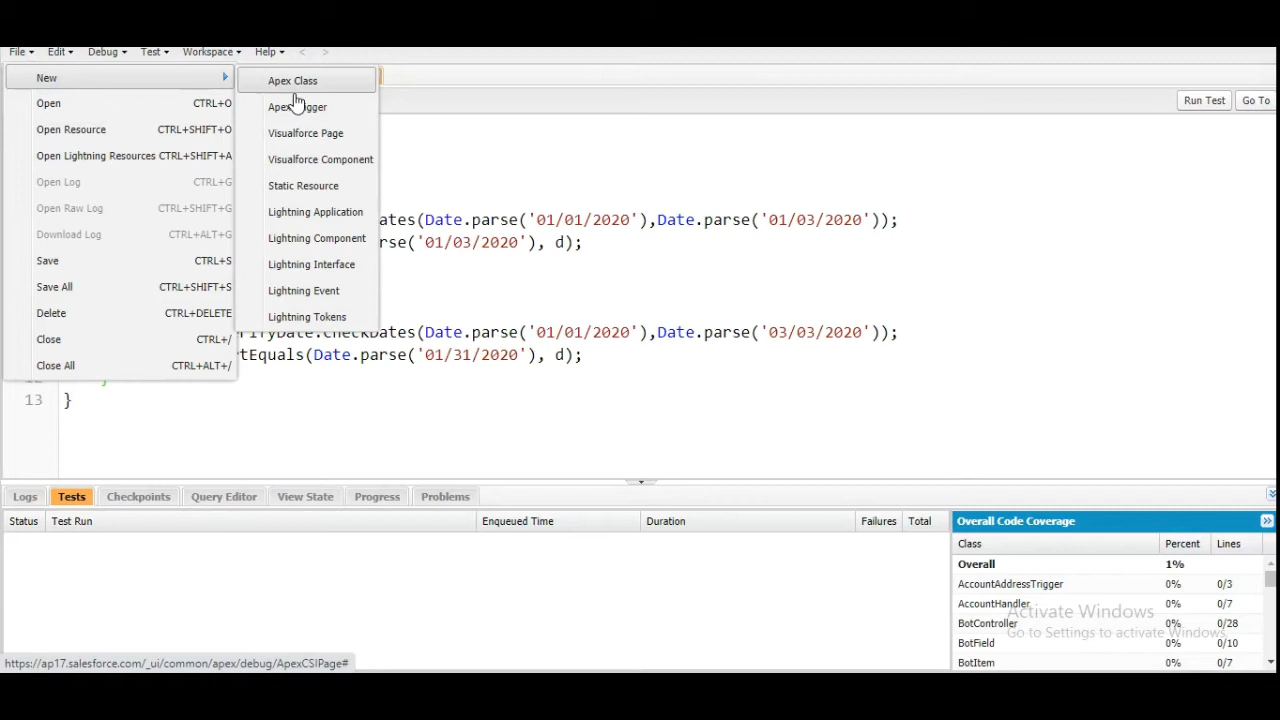 File Edit Debug Test Workspace Help < >
New Apex Class
Open CTRL+O Apex Trigger
Run Test Go To
Open Resource CTRL+SHIFT+O Visualforce Page
Open Lightning Resources CTRL+SHIFT+A Visualforce Component
Open Log CTRL+G Static Resource
Open Raw Log CTRL+SHIFT+G Lightning Application
ates(Date.parse('01/01/2020'),Date.parse('01/03/2020'));
Download Log CTRL+ALT+G Lightning Component
rse('01/03/2020'), d);
Save CTRL+S Lightning Interface
Save All CTRL+SHIFT+S Lightning Event
Delete CTRL+DELETE Lightning Tokens
Close CTRL+/
.CheckDates(Date.parse('01/01/2020'),Date.parse('03/03/2020'));
Close All CTRL+ALT+/
tEquals(Date.parse('01/31/2020'), d);
}
13 }
Logs Tests Checkpoints Query Editor View State Progress Problems
Status Test Run Enqueued Time Duration Failures Total
Overall Code Coverage
Class Percent Lines
Overall 1%
AccountAddressTrigger 0% 0/3
AccountHandler 0% 0/7
BotController 0% 0/28
BotField 0% 0/10
BotItem 0% 0/7
Activate Windows
Go to Settings to activate Windows.
https://ap17.salesforce.com/_ui/common/apex/debug/ApexCSIPage#